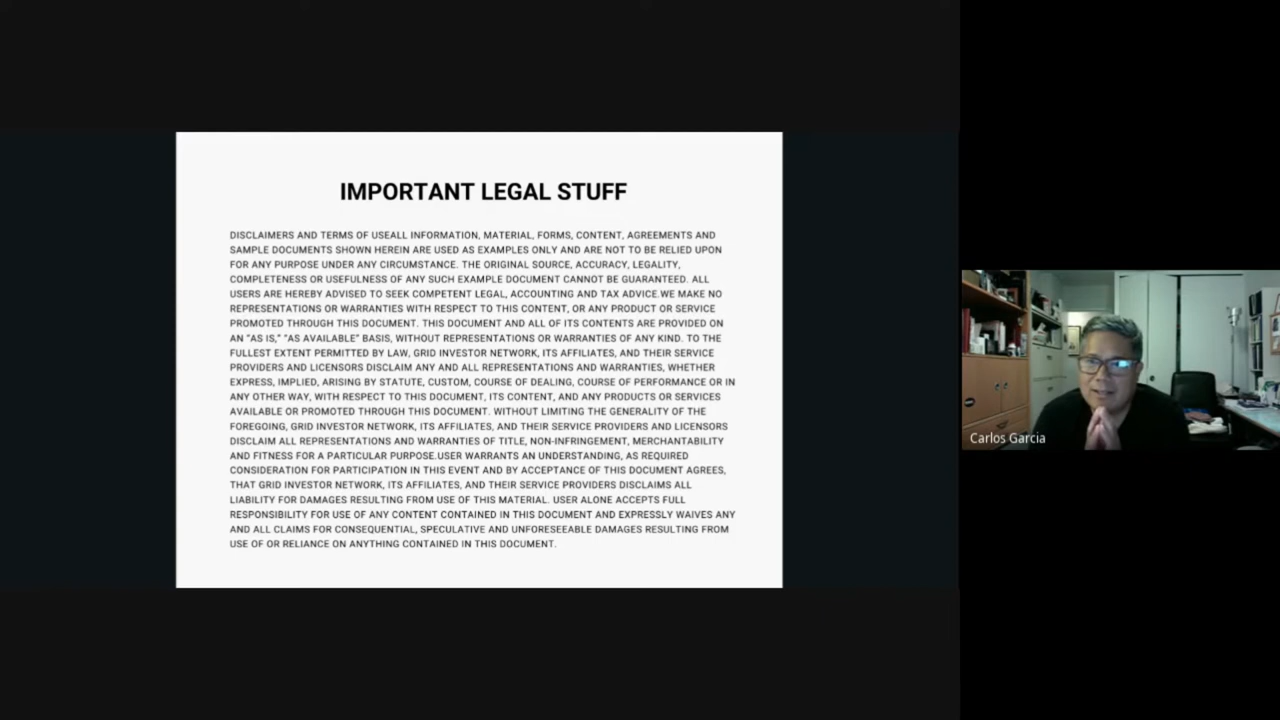 IMPORTANT LEGAL STUFF
DISCLAIMERS AND TERMS OF USEALL INFORMATION, MATERIAL, FORMS, CONTENT, AGREEMENTS AND
SAMPLE DOCUMENTS SHOWN HEREIN ARE USED AS EXAMPLES ONLY AND ARE NOT TO BE RELIED UPON
FOR ANY PURPOSE UNDER ANY CIRCUMSTANCE. THE ORIGINAL SOURCE, ACCURACY, LEGALITY,
COMPLETENESS OR USEFULNESS OF ANY SUCH EXAMPLE DOCUMENT CANNOT BE GUARANTEED. ALL
USERS ARE HEREBY ADVISED TO SEEK COMPETENT LEGAL, ACCOUNTING AND TAX ADVICE.WE MAKE NO
REPRESENTATIONS OR WARRANTIES WITH RESPECT TO THIS CONTENT, OR ANY PRODUCT OR SERVICE
PROMOTED THROUGH THIS DOCUMENT. THIS DOCUMENT AND ALL OF ITS CONTENTS ARE PROVIDED ON
AN "AS IS," "AS AVAILABLE" BASIS, WITHOUT REPRESENTATIONS OR WARRANTIES OF ANY KIND. TO THE
FULLEST EXTENT PERMITTED BY LAW, GRID INVESTOR NETWORK, ITS AFFILIATES, AND THEIR SERVICE
PROVIDERS AND LICENSORS DISCLAIM ANY AND ALL REPRESENTATIONS AND WARRANTIES, WHETHER
EXPRESS, IMPLIED, ARISING BY STATUTE, CUSTOM, COURSE OF DEALING, COURSE OF PERFORMANCE OR IN
ANY OTHER WAY, WITH RESPECT TO THIS DOCUMENT, ITS CONTENT, AND ANY PRODUCTS OR SERVICES
AVAILABLE OR PROMOTED THROUGH THIS DOCUMENT. WITHOUT LIMITING THE GENERALITY OF THE
FOREGOING, GRID INVESTOR NETWORK, ITS AFFILIATES, AND THEIR SERVICE PROVIDERS AND LICENSORS
DISCLAIM ALL REPRESENTATIONS AND WARRANTIES OF TITLE, NON-INFRINGEMENT, MERCHANTABILITY
AND FITNESS FOR A PARTICULAR PURPOSE.USER WARRANTS AN UNDERSTANDING, AS REQUIRED
CONSIDERATION FOR PARTICIPATION IN THIS EVENT AND BY ACCEPTANCE OF THIS DOCUMENT AGREES,
THAT GRID INVESTOR NETWORK, ITS AFFILIATES, AND THEIR SERVICE PROVIDERS DISCLAIMS ALL
LIABILITY FOR DAMAGES RESULTING FROM USE OF THIS MATERIAL. USER ALONE ACCEPTS FULL
RESPONSIBILITY FOR USE OF ANY CONTENT CONTAINED IN THIS DOCUMENT AND EXPRESSLY WAIVES ANY
AND ALL CLAIMS FOR CONSEQUENTIAL, SPECULATIVE AND UNFORESEEABLE DAMAGES RESULTING FROM
USE OF OR RELIANCE ON ANYTHING CONTAINED IN THIS DOCUMENT.
Carlos Garcia